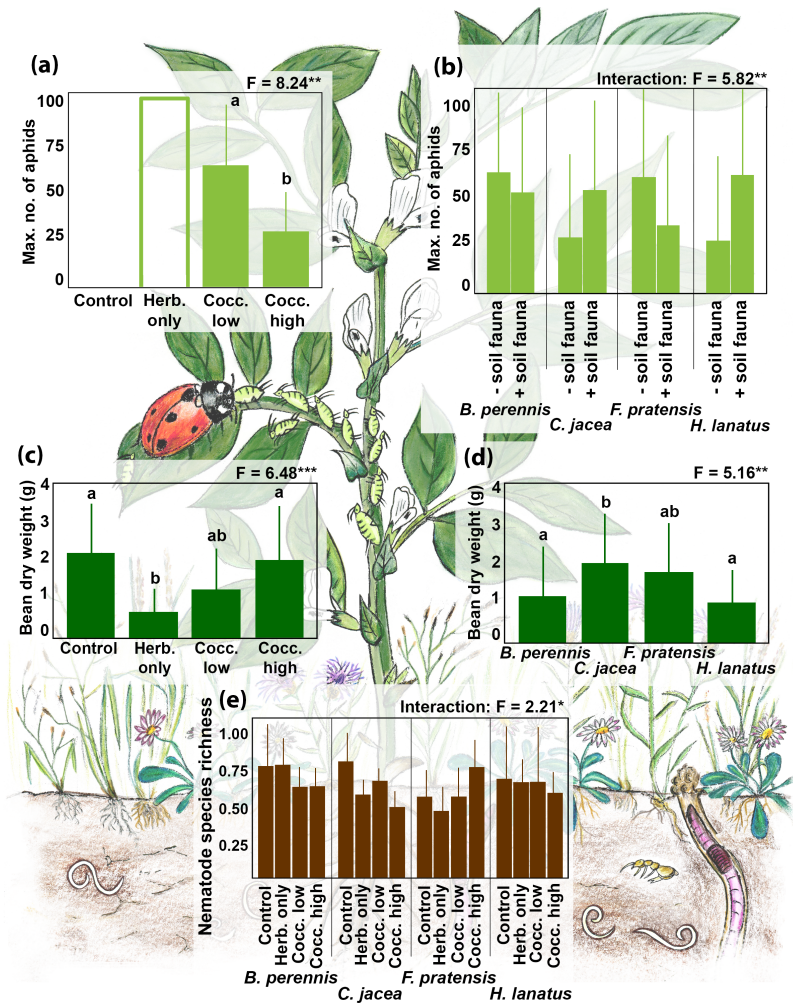 (a)
F = 8.24**
Max. no. of aphids
100
75
50
25
0
a
b
Control
Herb. only
Cocc. low
Cocc. high
(b)
Interaction: F = 5.82**
Max. no. of aphids
100
75
50
25
0
- soil fauna
+ soil fauna
- soil fauna
+ soil fauna
- soil fauna
+ soil fauna
- soil fauna
+ soil fauna
B. perennis
C. jacea
F. pratensis
H. lanatus
(c)
F = 6.48***
Bean dry weight (g)
4
3
2
1
0
a
b
ab
a
Control
Herb. only
Cocc. low
Cocc. high
(d)
F = 5.16**
Bean dry weight (g)
4
3
2
1
0
a
b
ab
a
B. perennis
C. jacea
F. pratensis
H. lanatus
(e)
Interaction: F = 2.21*
Nematode species richness
1.00
0.75
0.50
0.25
Control
Herb. only
Cocc. low
Cocc. high
Control
Herb. only
Cocc. low
Cocc. high
Control
Herb. only
Cocc. low
Cocc. high
Control
Herb. only
Cocc. low
Cocc. high
B. perennis
C. jacea
F. pratensis
H. lanatus